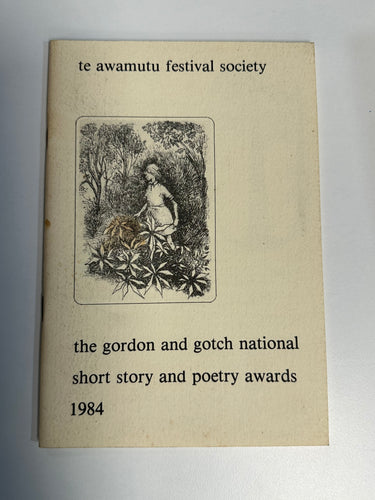 te awamutu festival society
the gordon and gotch national
short story and poetry awards
1984